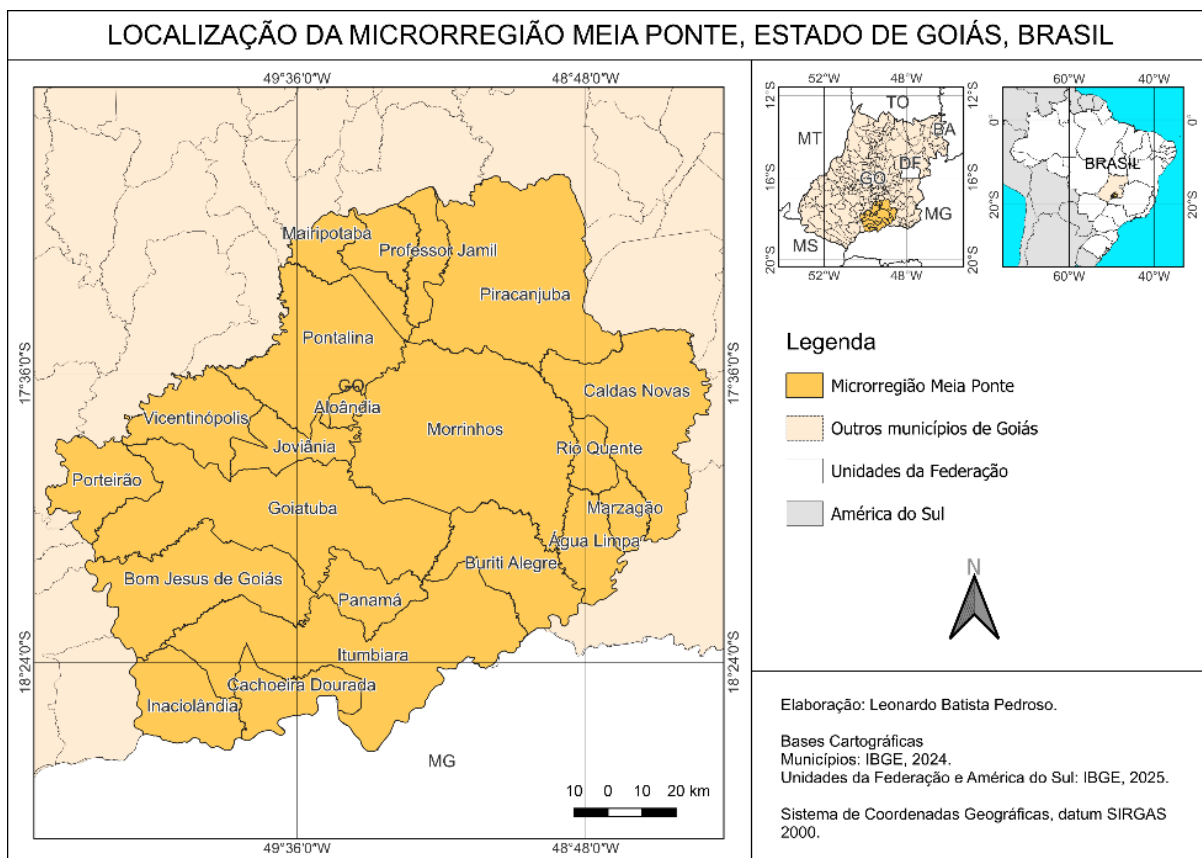 LOCALIZAÇÃO DA MICRORREGIÃO MEIA PONTE, ESTADO DE GOIÁS, BRASIL
49°36'0"W
48°48'0"W
17°36'0"S
18°24'0"S
Mairipotaba
Professor Jamil
Piracanjuba
Pontalina
GO
Aloândia
Caldas Novas
Vicentinópolis
Morrinhos
Joviânia
Rio Quente
Porteirão
Goiatuba
Marzagão
Água Limpa
Buriti Alegre
Bom Jesus de Goiás
Panamá
Itumbiara
Cachoeira Dourada
Inaciolândia
MG
10 0 10 20 km
17°36'0"S
18°24'0"S
49°36'0"W
48°48'0"W
52°W
48°W
12°S
16°S
20°S
TO
BA
MT
DF
GO
MG
MS
12°S
16°S
20°S
52°W
48°W
60°W
40°W
0°
20°S
BRASIL
0°
20°S
60°W
40°W
Legenda
Microrregião Meia Ponte
Outros municípios de Goiás
Unidades da Federação
América do Sul
N
Elaboração: Leonardo Batista Pedroso.
Bases Cartográficas
Municípios: IBGE, 2024.
Unidades da Federação e América do Sul: IBGE, 2025.
Sistema de Coordenadas Geográficas, datum SIRGAS
2000.